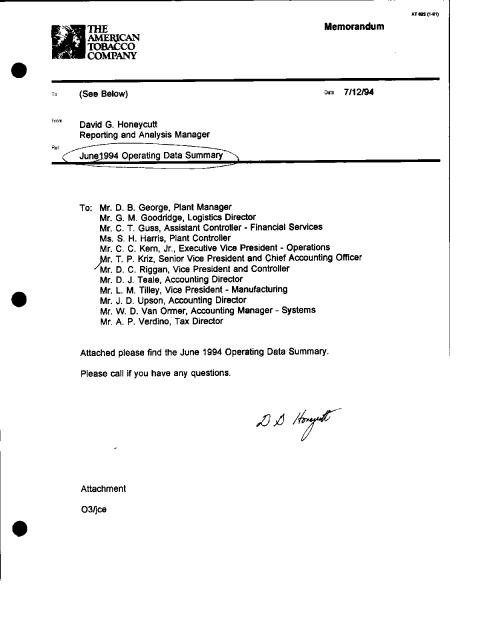 AT 025 (1-91)
THE
AMERICAN
TOBACCO
COMPANY
Memorandum
To (See Below)
Date 7/12/94
From
David G. Honeycutt
Reporting and Analysis Manager
Ref
June1994 Operating Data Summary
To: Mr. D. B. George, Plant Manager
Mr. G. M. Goodridge, Logistics Director
Mr. C. T. Guss, Assistant Controller - Financial Services
Ms. S. H. Harris, Plant Controller
Mr. C. C. Kern, Jr., Executive Vice President - Operations
Mr. T. P. Kriz, Senior Vice President and Chief Accounting Officer
Mr. D. C. Riggan, Vice President and Controller
Mr. D. J. Teale, Accounting Director
Mr. L. M. Tilley, Vice President - Manufacturing
Mr. J. D. Upson, Accounting Director
Mr. W. D. Van Ormer, Accounting Manager - Systems
Mr. A. P. Verdino, Tax Director
Attached please find the June 1994 Operating Data Summary.
Please call if you have any questions.
D G Honeycutt
Attachment
O3/jce